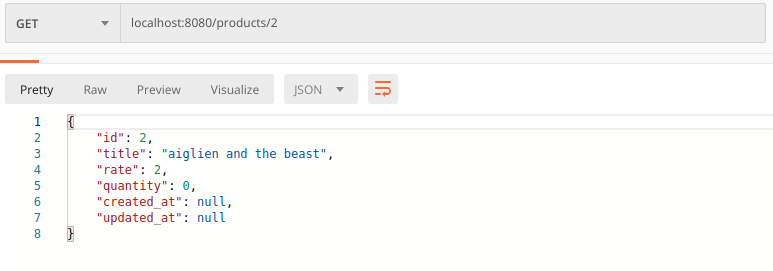 GET localhost:8080/products/2
Pretty Raw Preview Visualize JSON
1 {
2 "id": 2,
3 "title": "aiglien and the beast",
4 "rate": 2,
5 "quantity": 0,
6 "created_at": null,
7 "updated_at": null
8 }